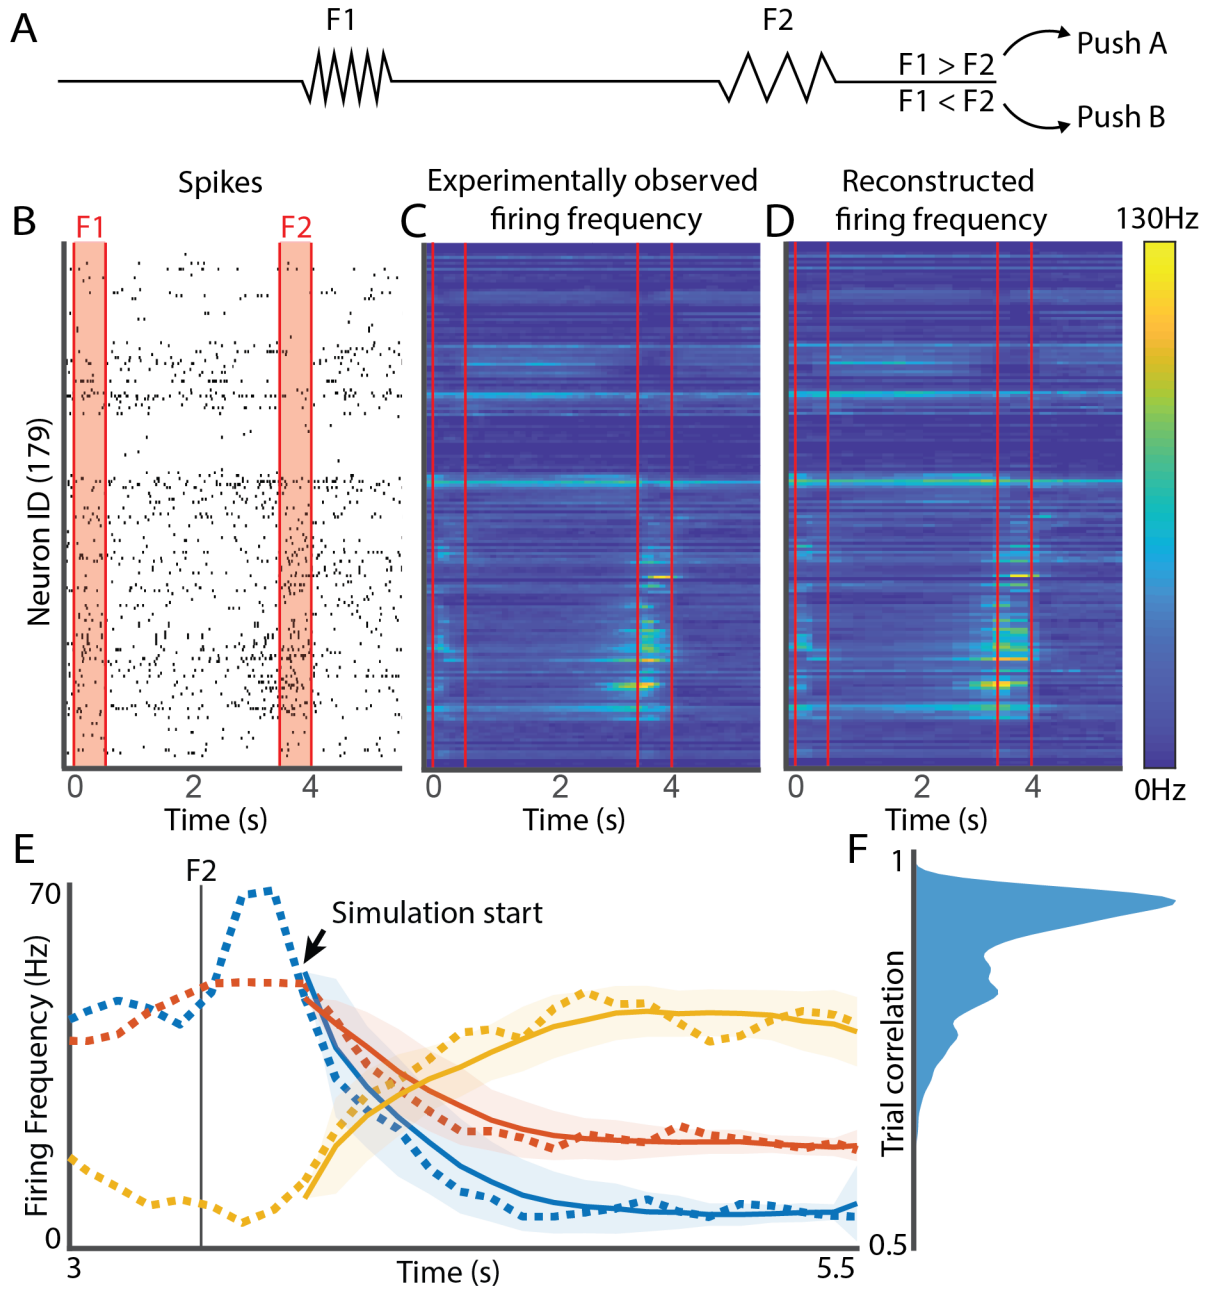 A
F1
F2
F1 > F2
F1 < F2
Push A
Push B
Spikes
Experimentally observed
firing frequency
Reconstructed
firing frequency
B
C
D
F1
F2
130Hz
0Hz
Neuron ID (179)
0
2
4
Time (s)
0
2
4
Time (s)
0
2
4
Time (s)
E
F2
Simulation start
70
0
Firing Frequency (Hz)
3
Time (s)
5.5
F
1
Trial correlation
0.5